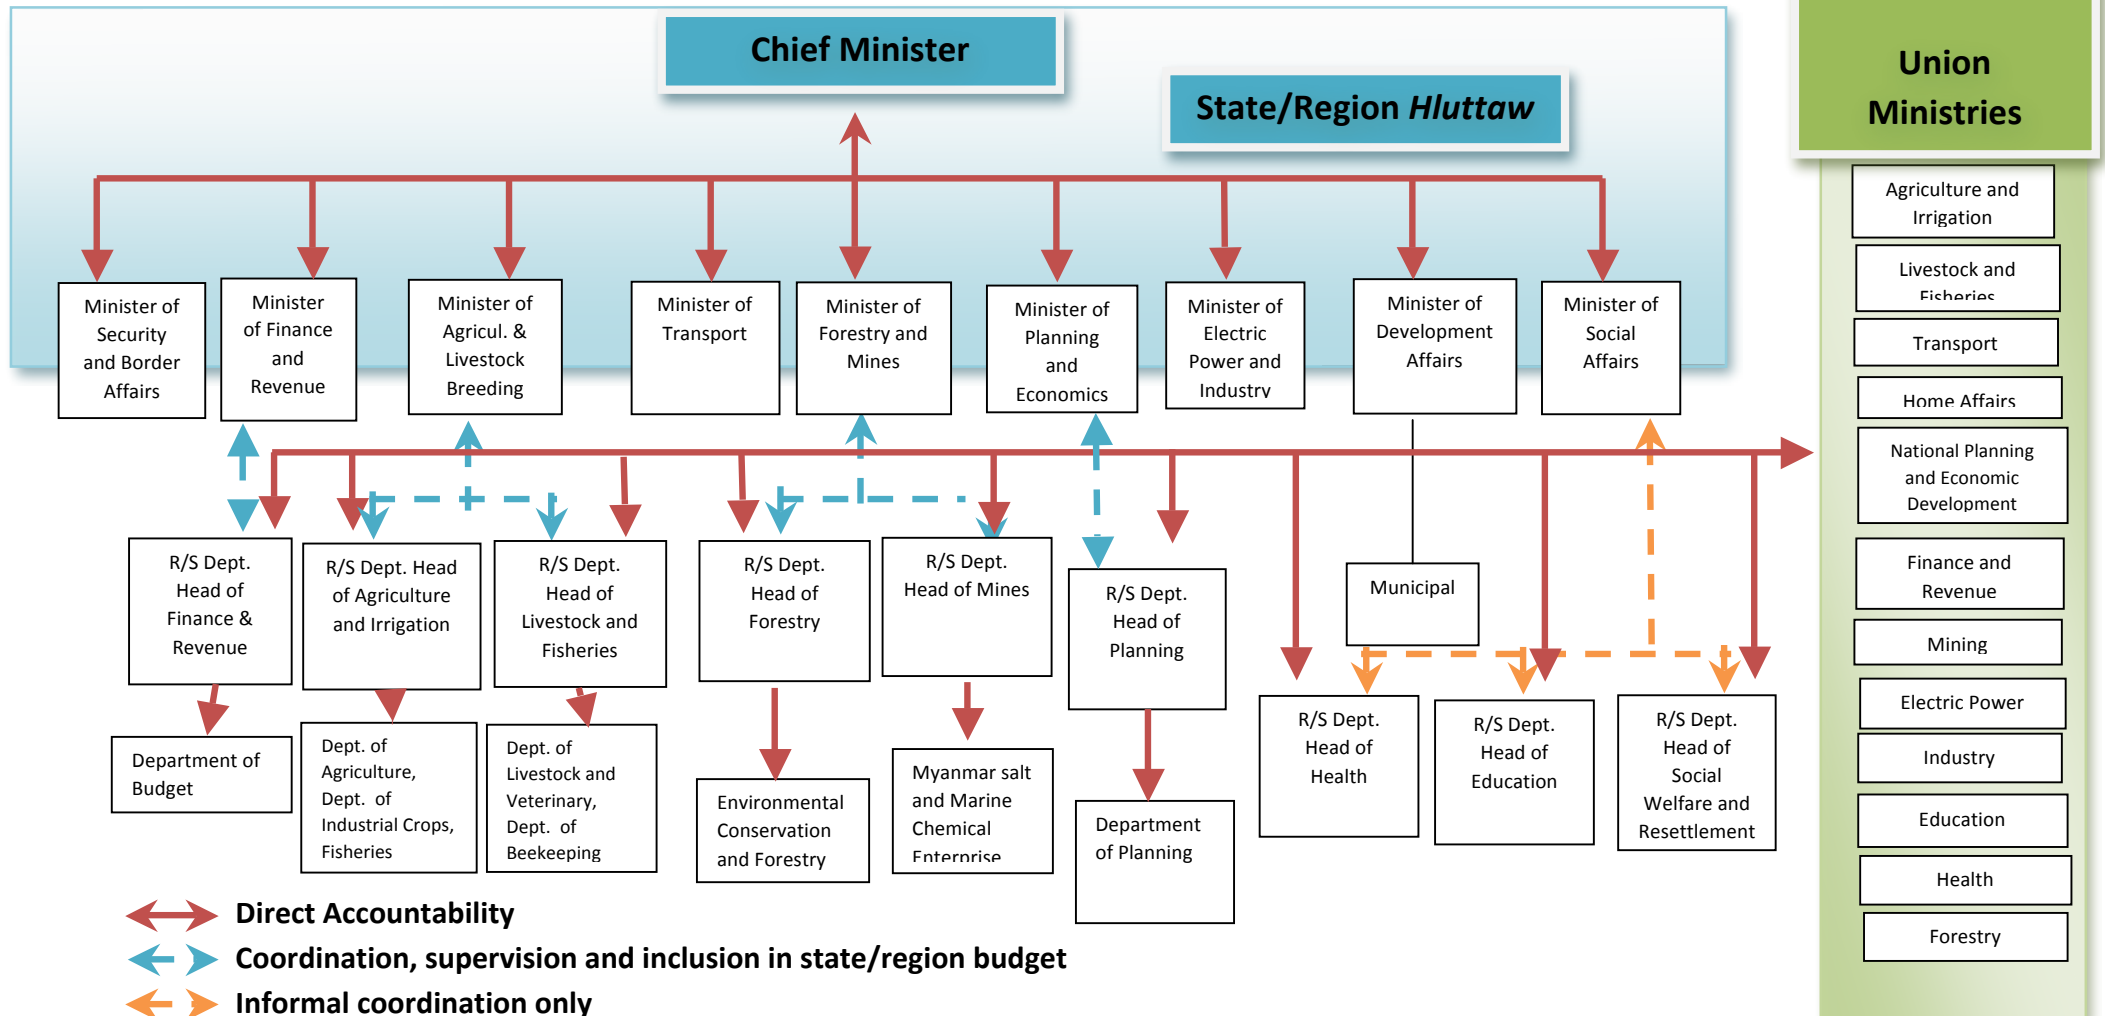 Chief Minister
State/Region Hluttaw
Union
Ministries
Minister of
Security
and Border
Affairs
Minister
of Finance
and
Revenue
Minister of
Agricul. &
Livestock
Breeding
Minister of
Transport
Minister of
Forestry and
Mines
Minister of
Planning
and
Economics
Minister of
Electric
Power and
Industry
Minister of
Development
Affairs
Minister of
Social
Affairs
R/S Dept.
Head of
Finance &
Revenue
R/S Dept. Head
of Agriculture
and Irrigation
R/S Dept.
Head of
Livestock and
Fisheries
R/S Dept.
Head of
Forestry
R/S Dept.
Head of Mines
R/S Dept.
Head of
Planning
Municipal
R/S Dept.
Head of
Health
R/S Dept.
Head of
Education
R/S Dept.
Head of
Social
Welfare and
Resettlement
Department of
Budget
Dept. of
Agriculture,
Dept. of
Industrial Crops,
Fisheries
Dept. of
Livestock and
Veterinary,
Dept. of
Beekeeping
Environmental
Conservation
and Forestry
Myanmar salt
and Marine
Chemical
Enterprise
Department
of Planning
Agriculture and
Irrigation
Livestock and
Fisheries
Transport
Home Affairs
National Planning
and Economic
Development
Finance and
Revenue
Mining
Electric Power
Industry
Education
Health
Forestry
Direct Accountability
Coordination, supervision and inclusion in state/region budget
Informal coordination only